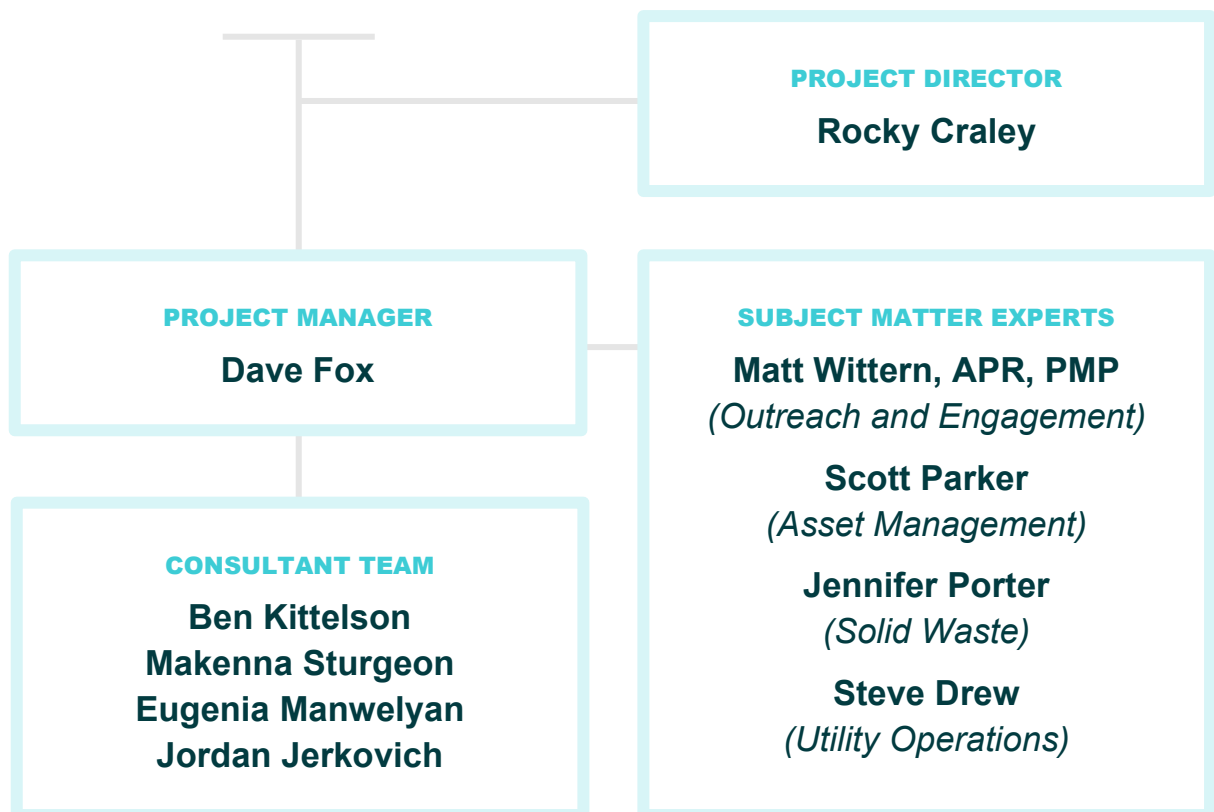 PROJECT DIRECTOR
Rocky Craley
PROJECT MANAGER
Dave Fox
SUBJECT MATTER EXPERTS
Matt Wittern, APR, PMP
(Outreach and Engagement)
Scott Parker
(Asset Management)
Jennifer Porter
(Solid Waste)
Steve Drew
(Utility Operations)
CONSULTANT TEAM
Ben Kittelson
Makenna Sturgeon
Eugenia Manwelyan
Jordan Jerkovich